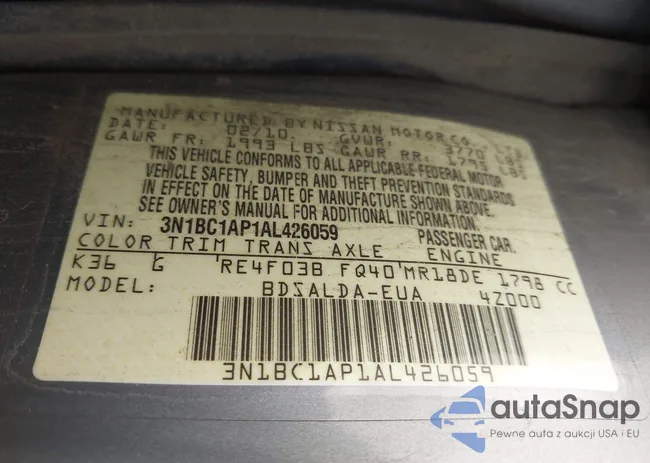 MANUFACTURED BY NISSAN MOTOR CO., LTD.
DATE: 02/10 GVWR: 3770 LBS
GAWR FR: 1993 LBS GAWR RR: 1793 LBS
THIS VEHICLE CONFORMS TO ALL APPLICABLE FEDERAL MOTOR
VEHICLE SAFETY, BUMPER AND THEFT PREVENTION STANDARDS
IN EFFECT ON THE DATE OF MANUFACTURE SHOWN ABOVE.
SEE OWNER'S MANUAL FOR ADDITIONAL INFORMATION.
VIN: 3N1BC1AP1AL426059 PASSENGER CAR.
COLOR TRIM TRANS AXLE ENGINE
K36 G RE4F03B FQ40 MR18DE 1798 CC
MODEL: BDSALDA-EUA 4Z000
3N1BC1AP1AL426059
autaSnap
Pewne auta z aukcji USA i EU